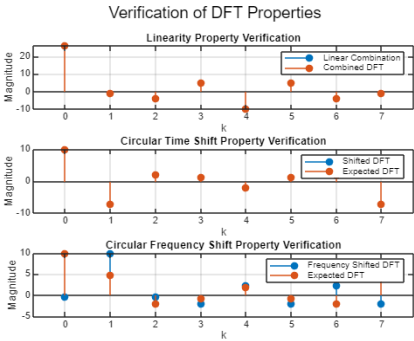 Verification of DFT Properties
Linearity Property Verification
Magnitude
20
10
0
-10
Linear Combination
Combined DFT
0 1 2 3 4 5 6 7
k
Circular Time Shift Property Verification
Magnitude
10
0
-10
Shifted DFT
Expected DFT
0 1 2 3 4 5 6 7
k
Circular Frequency Shift Property Verification
Magnitude
10
5
0
-5
Frequency Shifted DFT
Expected DFT
0 1 2 3 4 5 6 7
k